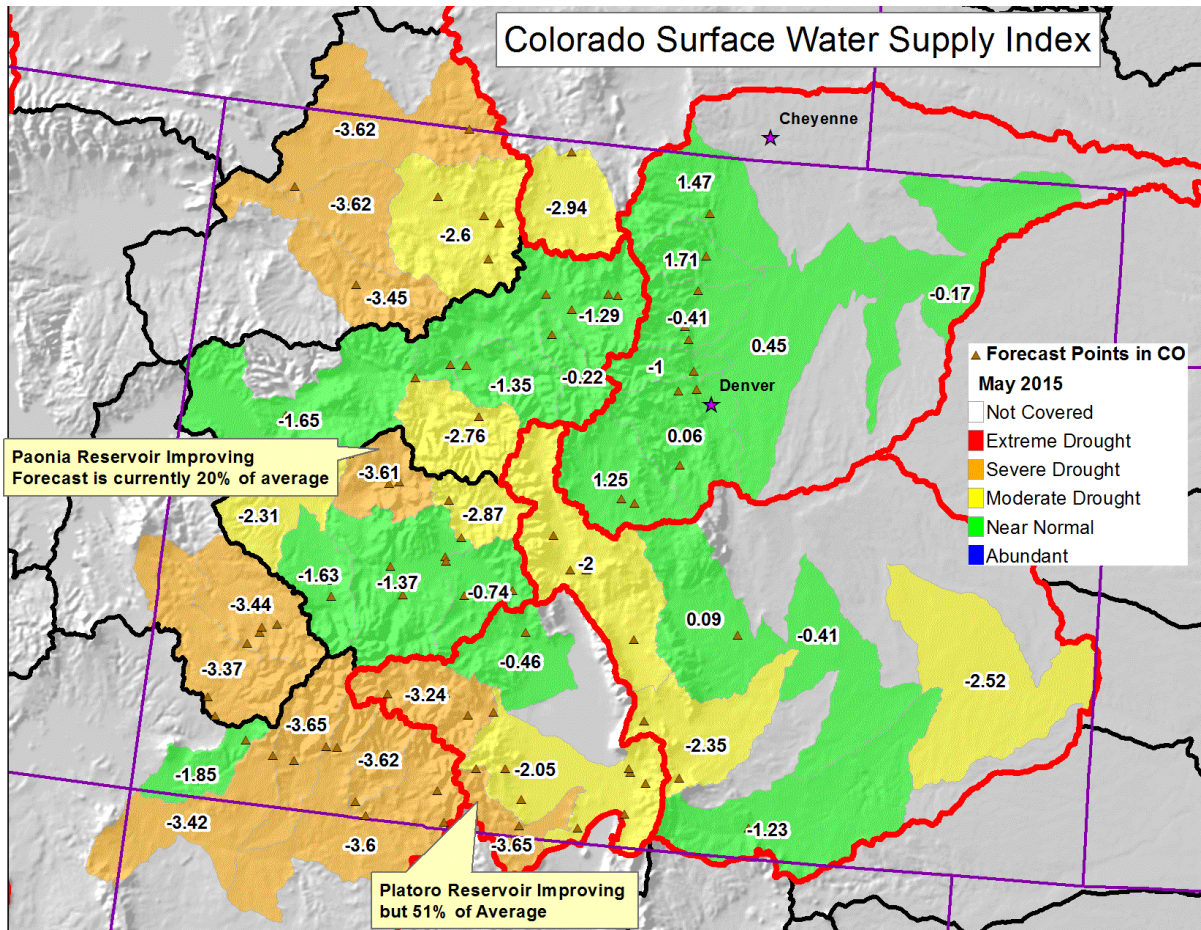 Colorado Surface Water Supply Index
Cheyenne
-3.62
1.47
-3.62
-2.94
-2.6
1.71
-3.45
-0.17
-1.29
-0.41
0.45
Forecast Points in CO
May 2015
Not Covered
Extreme Drought
Severe Drought
Moderate Drought
Near Normal
Abundant
-1
-0.22
-1.35
Denver
-1.65
-2.76
0.06
Paonia Reservoir Improving
Forecast is currently 20% of average
-3.61
1.25
-2.31
-2.87
-2
-1.63
-1.37
-0.74
-3.44
0.09
-0.41
-0.46
-3.37
-2.52
-3.24
-3.65
-2.35
-3.62
-2.05
-1.85
-3.42
-1.23
-3.6
-3.65
Platoro Reservoir Improving
but 51% of Average